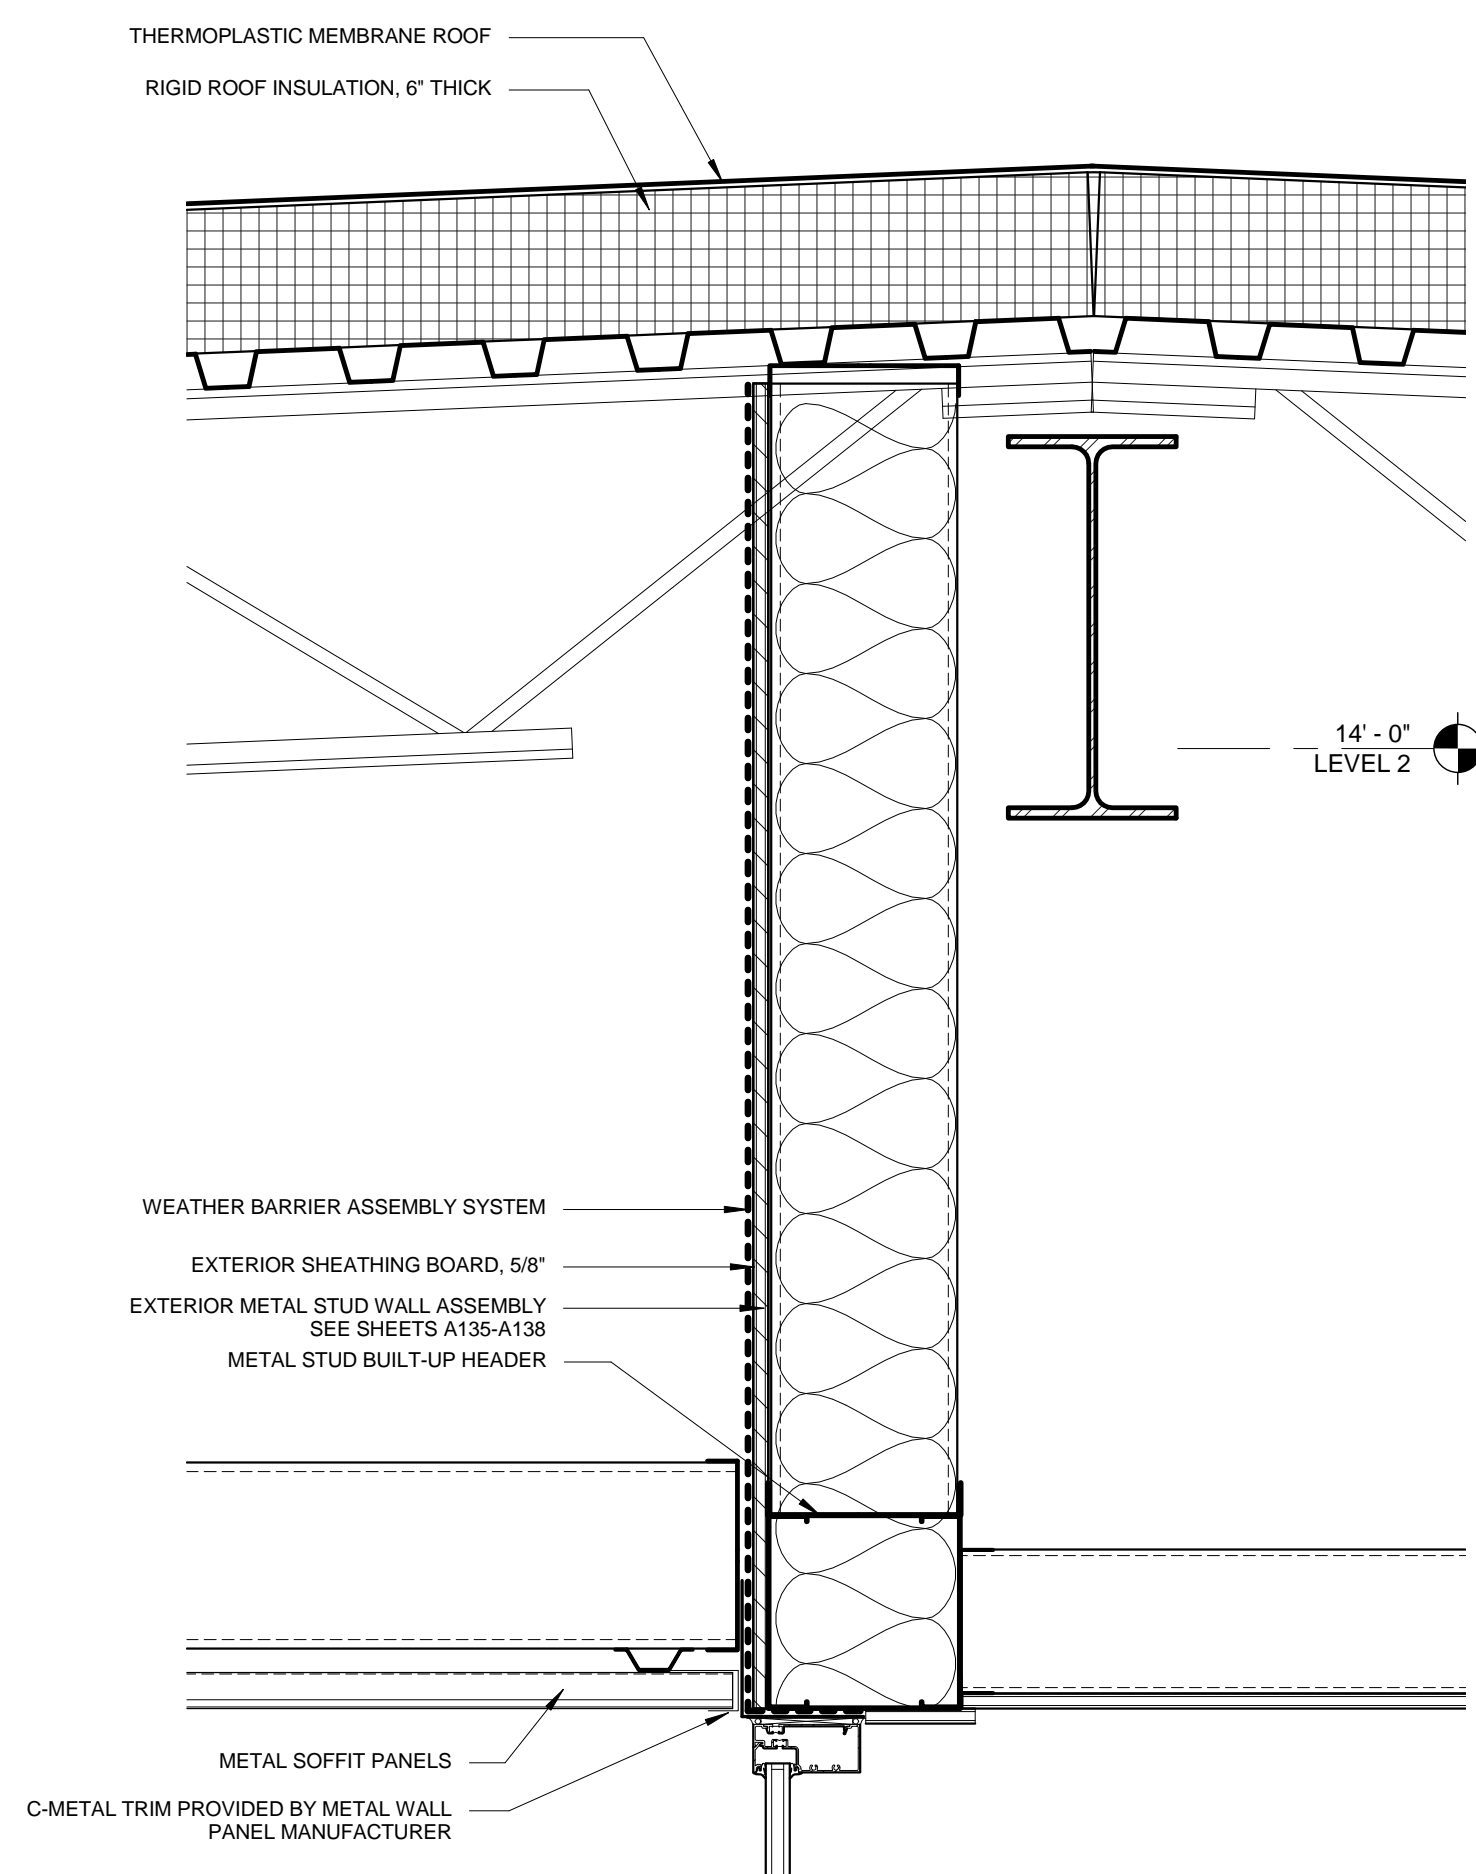 THERMOPLASTIC MEMBRANE ROOF
RIGID ROOF INSULATION, 6" THICK
14' - 0"
LEVEL 2
WEATHER BARRIER ASSEMBLY SYSTEM
EXTERIOR SHEATHING BOARD, 5/8"
EXTERIOR METAL STUD WALL ASSEMBLY
SEE SHEETS A135-A138
METAL STUD BUILT-UP HEADER
METAL SOFFIT PANELS
C-METAL TRIM PROVIDED BY METAL WALL
PANEL MANUFACTURER